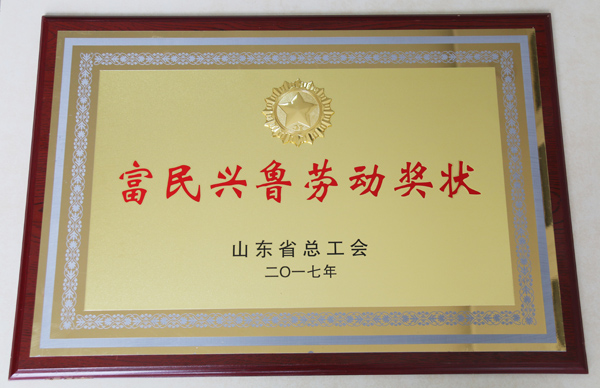 富民兴鲁劳动奖状
山东省总工会
二〇一七年